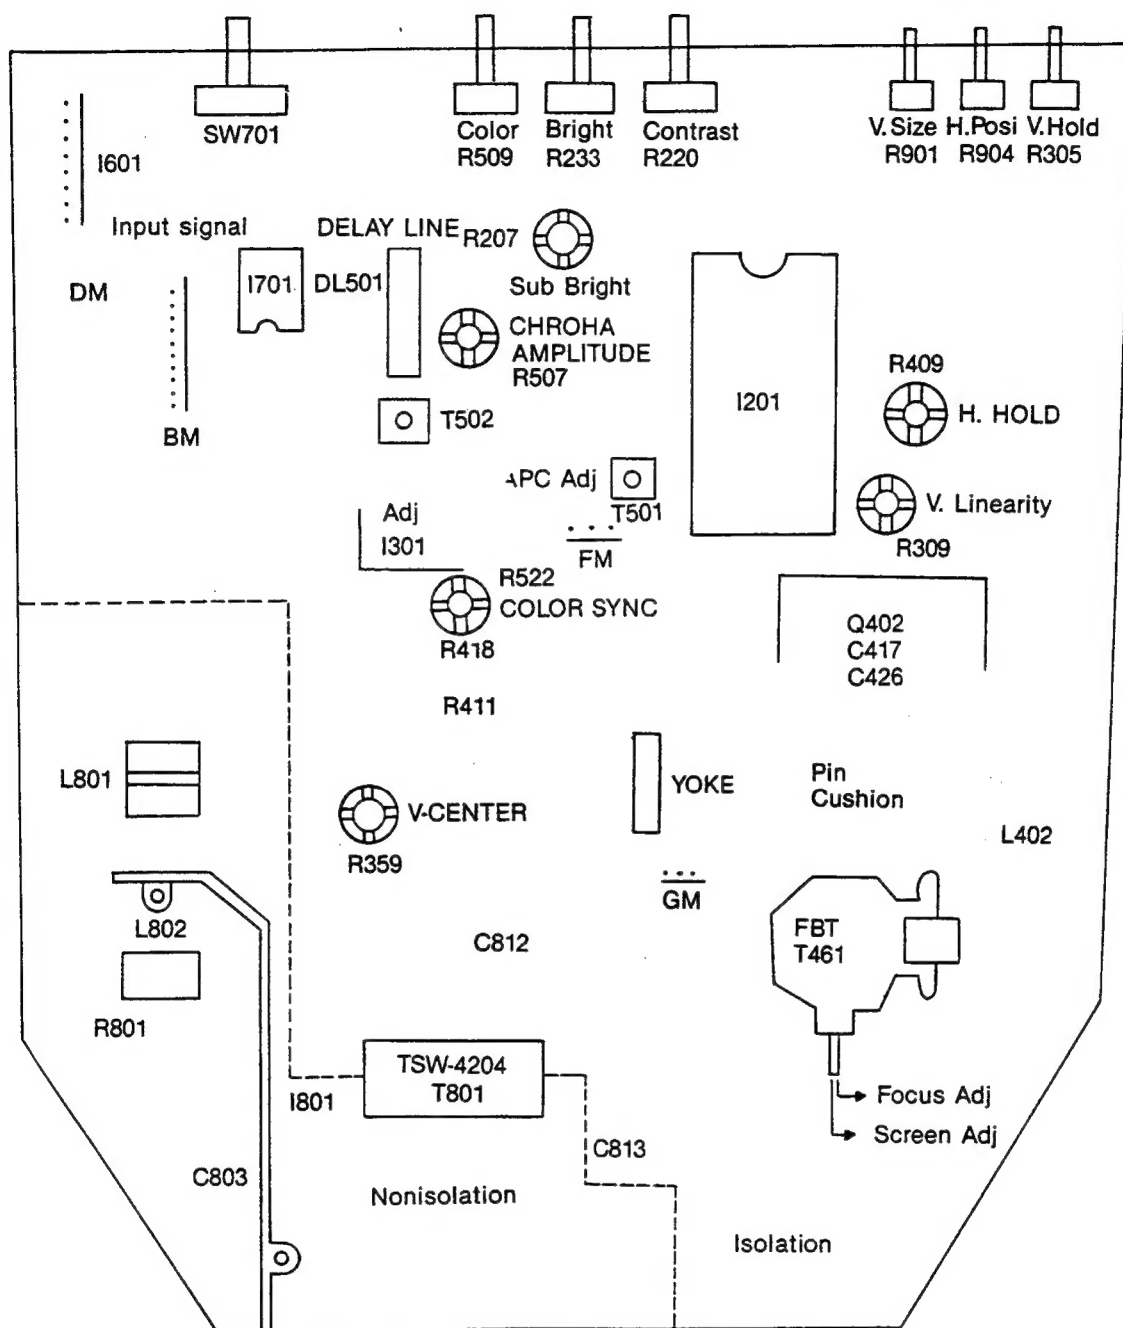 SW701
Color
R509
Bright
R233
Contrast
R220
V. Size
R901
H.Posi
R904
V.Hold
R305
I601
Input signal
DELAY LINE
R207
Sub Bright
DM
I701
DL501
CHROHA
AMPLITUDE
R507
I201
R409
H. HOLD
BM
T502
APC Adj
T501
V. Linearity
R309
Adj
I301
FM
R522
COLOR SYNC
R418
R411
Q402
C417
C426
L801
YOKE
Pin
Cushion
V-CENTER
R359
L402
GM
L802
C812
FBT
T461
R801
TSW-4204
T801
I801
Focus Adj
Screen Adj
C813
C803
Nonisolation
Isolation